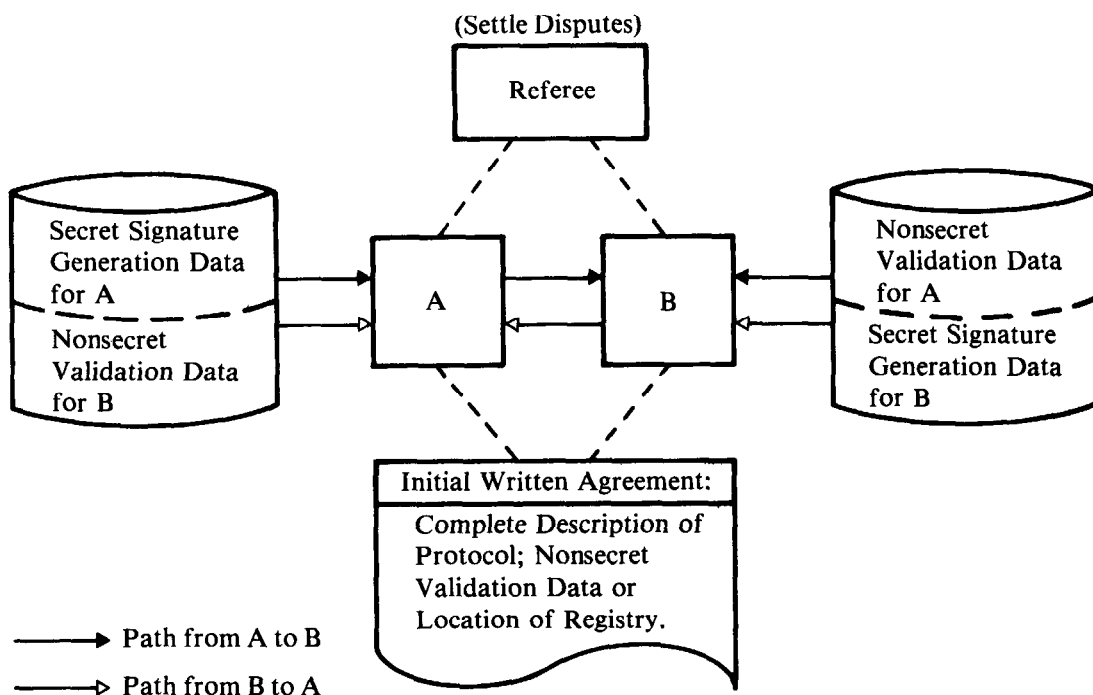 (Settle Disputes)
Referee
Secret Signature
Generation Data
for A
Nonsecret
Validation Data
for B
A
B
Nonsecret
Validation Data
for A
Secret Signature
Generation Data
for B
Initial Written Agreement:
Complete Description of
Protocol; Nonsecret
Validation Data or
Location of Registry.
Path from A to B
Path from B to A